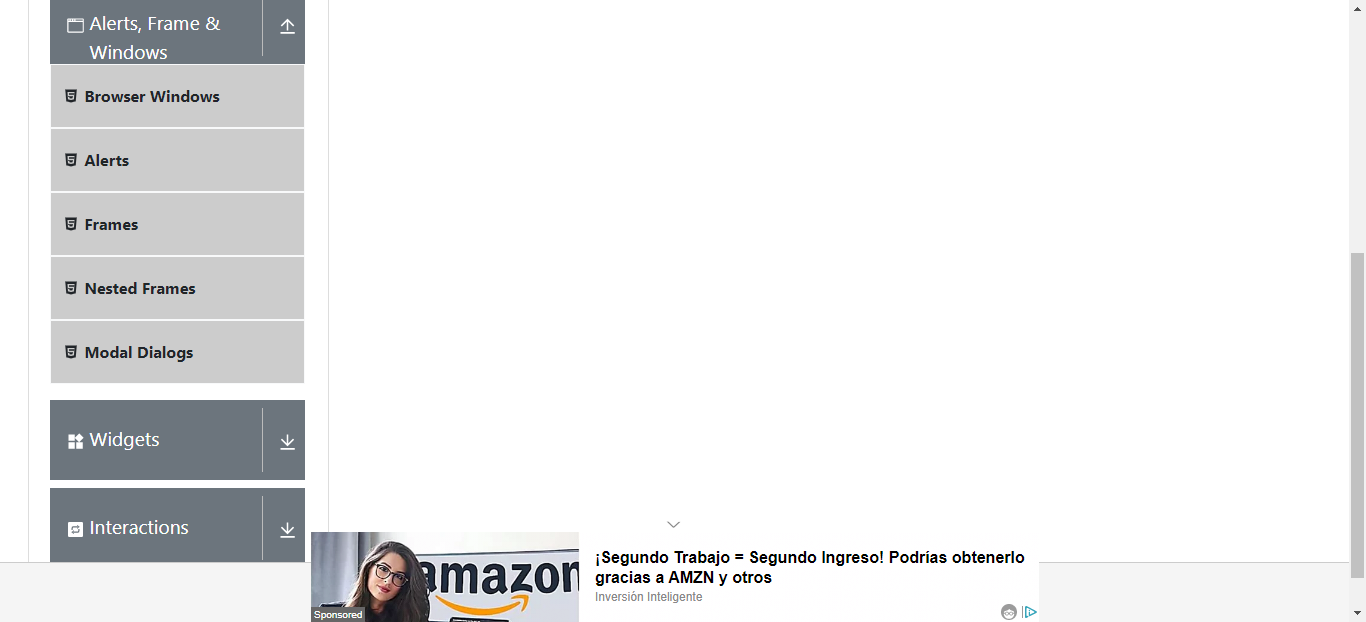 Alerts, Frame &
Windows
Browser Windows
Alerts
Frames
Nested Frames
Modal Dialogs
Widgets
Interactions
amazon
Sponsored
¡Segundo Trabajo = Segundo Ingreso! Podrías obtenerlo
gracias a AMZN y otros
Inversión Inteligente